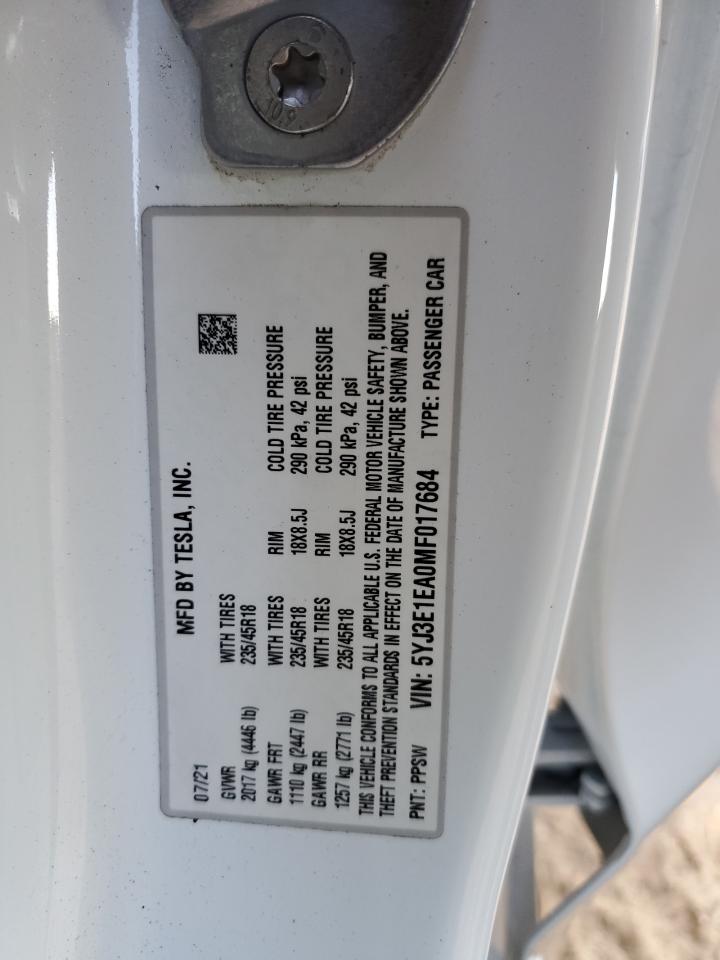 10.9
MFD BY TESLA, INC.
07/21
GVWR WITH TIRES
2017 kg (4446 lb) 235/45R18
GAWR FRT WITH TIRES RIM COLD TIRE PRESSURE
1110 kg (2447 lb) 235/45R18 18X8.5J 290 kPa, 42 psi
GAWR RR WITH TIRES RIM COLD TIRE PRESSURE
1257 kg (2771 lb) 235/45R18 18X8.5J 290 kPa, 42 psi
THIS VEHICLE CONFORMS TO ALL APPLICABLE U.S. FEDERAL MOTOR VEHICLE SAFETY, BUMPER, AND
THEFT PREVENTION STANDARDS IN EFFECT ON THE DATE OF MANUFACTURE SHOWN ABOVE.
PNT: PPSW VIN: 5YJ3E1EA0MF017684 TYPE: PASSENGER CAR